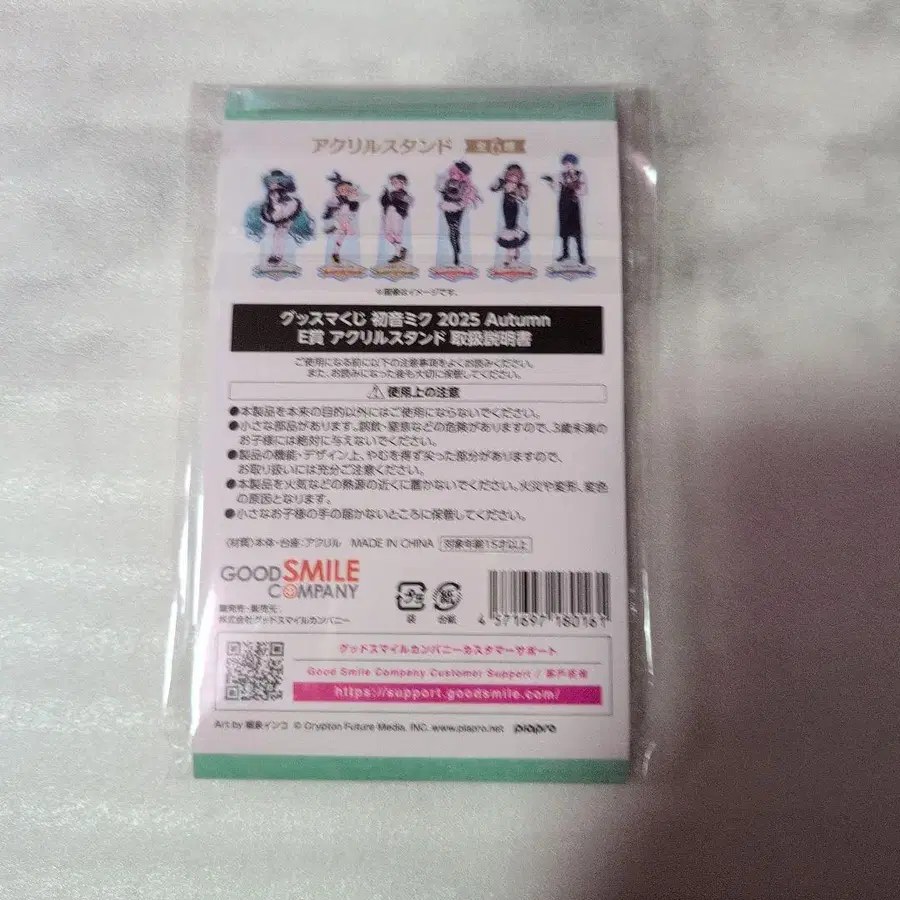 アクリルスタンド 全6種
※画像はイメージです。
グッスマくじ 初音ミク 2025 Autumn
E賞 アクリルスタンド 取扱説明書
ご使用になる前に以下の注意事項をよくお読みください。
また、お読みになった後も大切に保管してください。
使用上の注意
●本製品を本来の目的以外にはご使用にならないでください。
●小さな部品があります。誤飲・窒息などの危険がありますので、3歳未満の
お子様には絶対に与えないでください。
●製品の機能・デザイン上、やむを得ず尖った部分がありますので、
お取り扱いには充分ご注意ください。
●本製品を火気などの熱源の近くに置かないでください。火災や変形、変色
の原因となります。
●小さなお子様の手の届かないところに保管してください。
〈材質〉本体・台座：アクリル MADE IN CHINA 対象年齢15才以上
GOOD SMILE
COMPANY
プラ 紙
袋 台紙
4 571697 180161
販売元：
株式会社グッドスマイルカンパニー
グッドスマイルカンパニーカスタマーサポート
Good Smile Company Customer Support /
https://support.goodsmile.com/
Art by インコ © Crypton Future Media, INC. www.piapro.net piapro